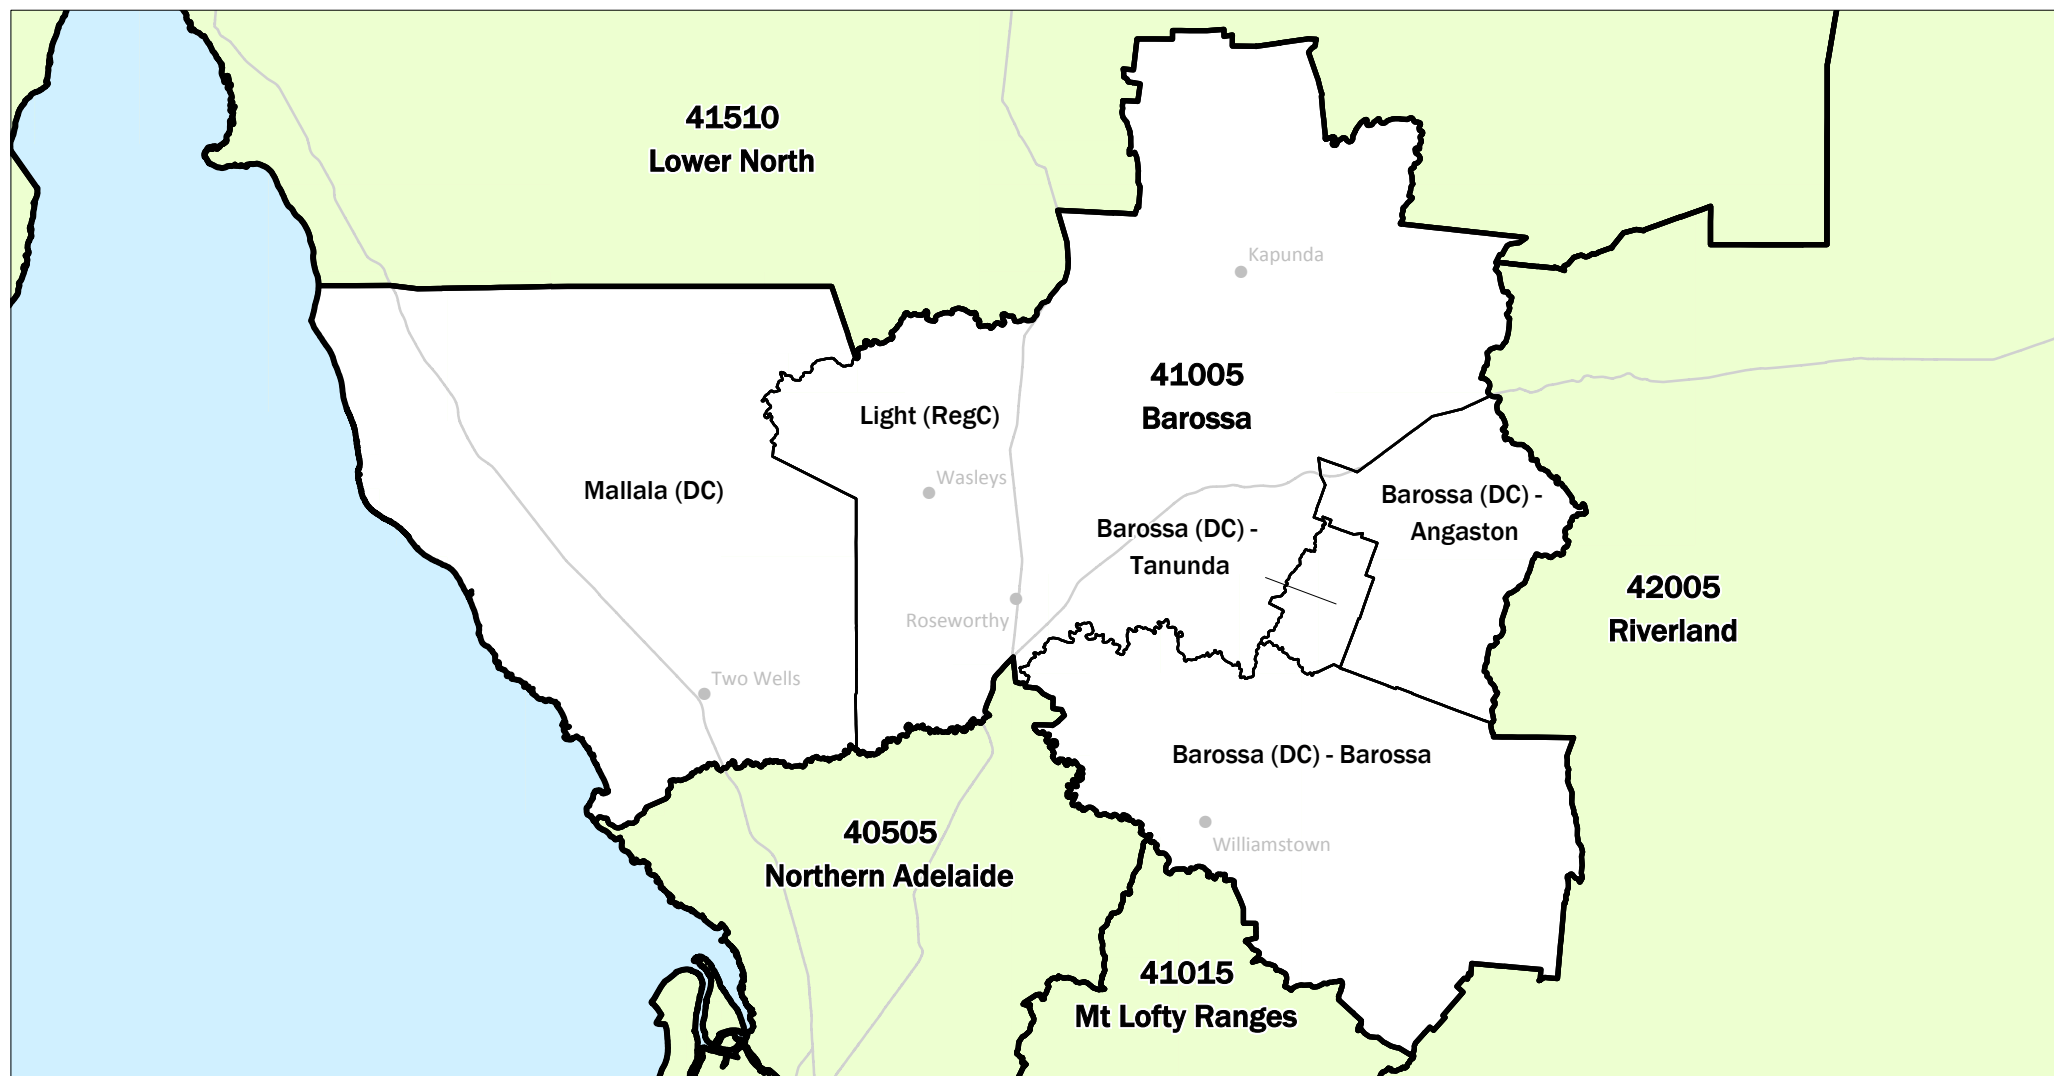 41510
Lower North
Kapunda
41005
Barossa
Light (RegC)
Wasleys
Mallala (DC)
Barossa (DC) -
Angaston
Barossa (DC) -
Tanunda
42005
Riverland
Roseworthy
Two Wells
Barossa (DC) - Barossa
40505
Northern Adelaide
Williamstown
41015
Mt Lofty Ranges